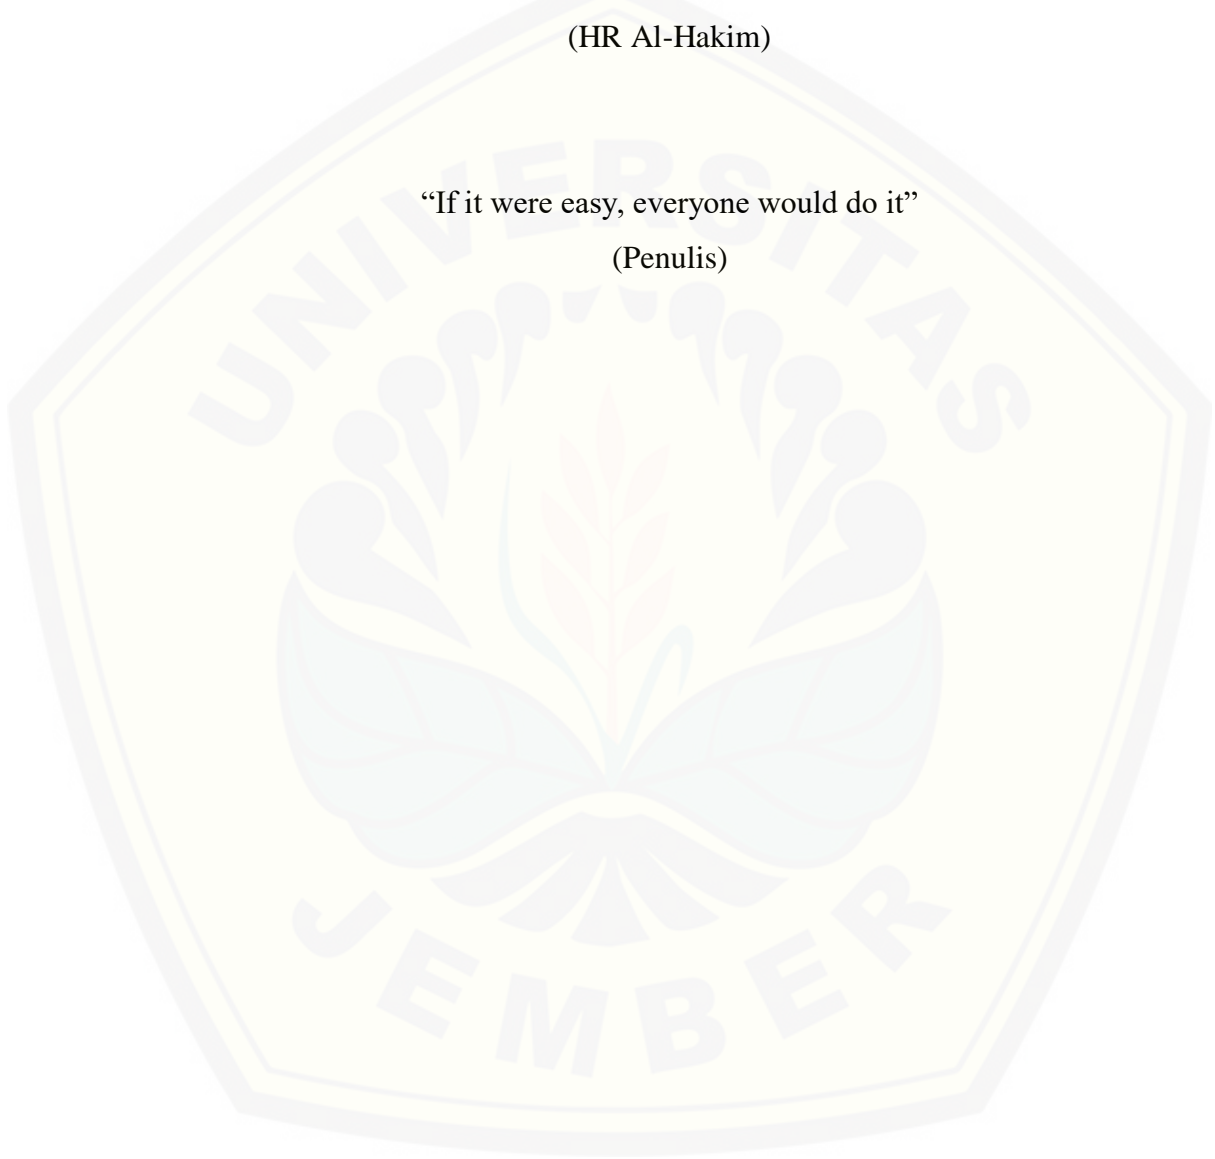 (HR Al-Hakim)
“If it were easy, everyone would do it”
(Penulis)
UNIVERSITAS
JEMBER